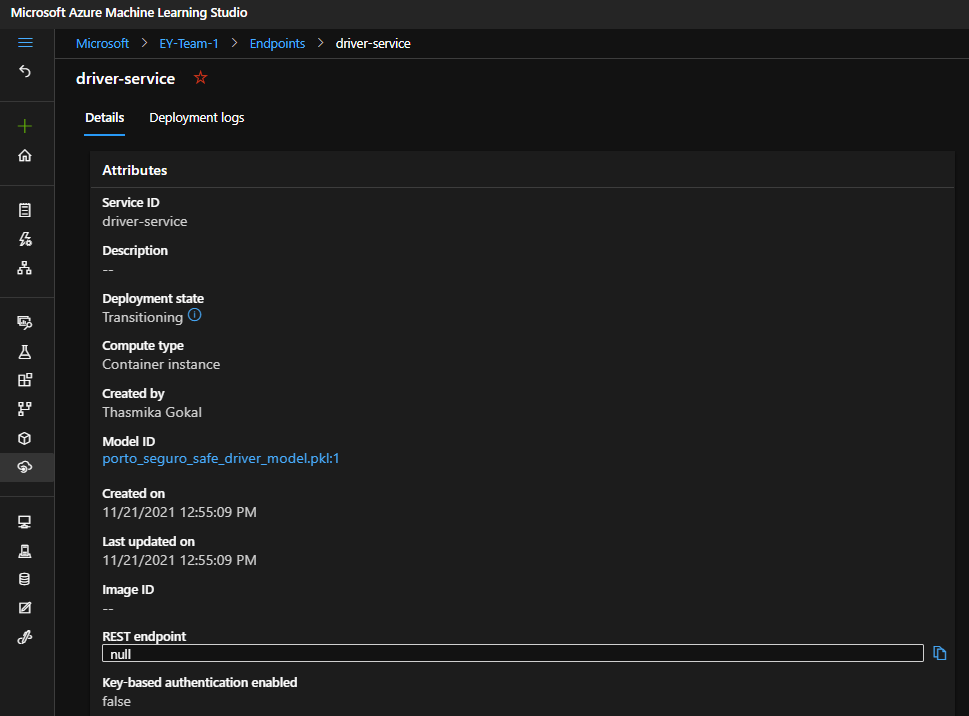 Microsoft Azure Machine Learning Studio
Microsoft > EY-Team-1 > Endpoints > driver-service
driver-service
Details Deployment logs
Attributes
Service ID
driver-service
Description
--
Deployment state
Transitioning
Compute type
Container instance
Created by
Thasmika Gokal
Model ID
porto_seguro_safe_driver_model.pkl:1
Created on
11/21/2021 12:55:09 PM
Last updated on
11/21/2021 12:55:09 PM
Image ID
--
REST endpoint
null
Key-based authentication enabled
false